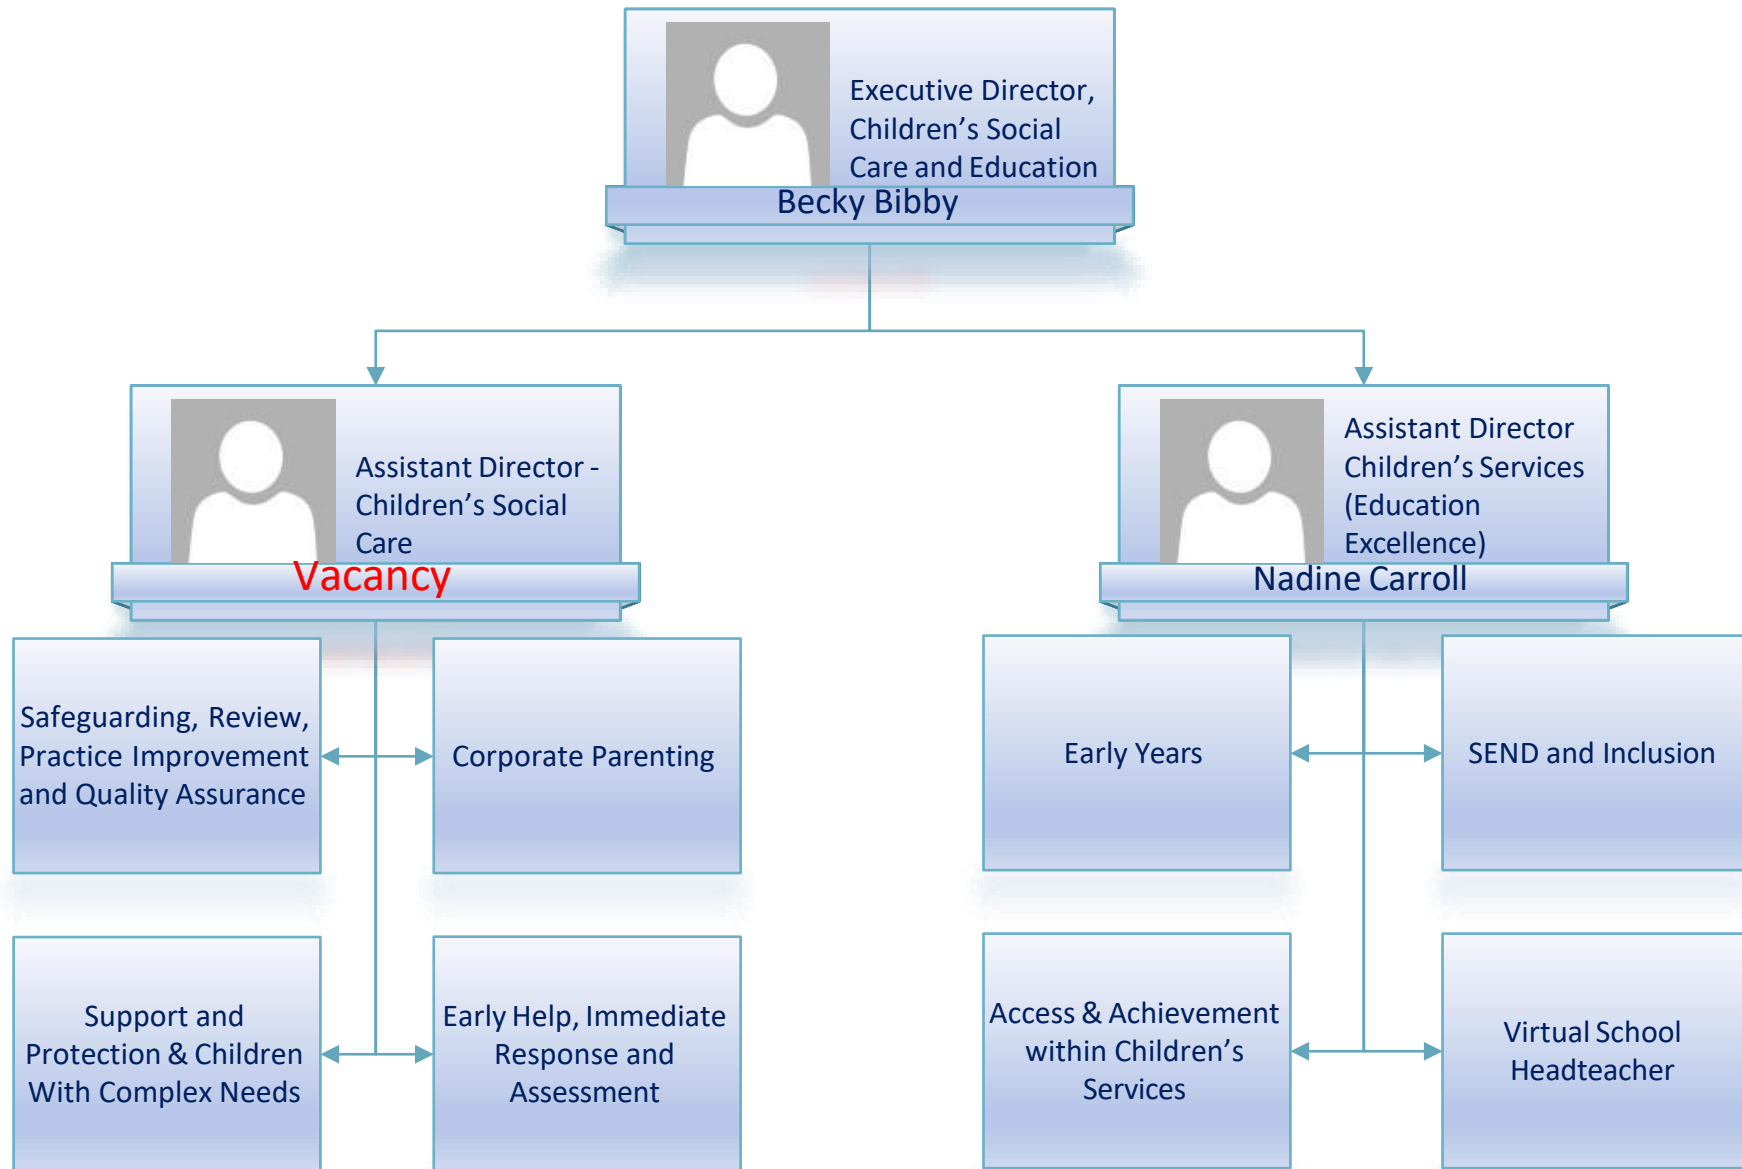 Executive Director,
Children’s Social
Care and Education
Becky Bibby
Assistant Director -
Children’s Social
Care
Vacancy
Assistant Director
Children’s Services
(Education
Excellence)
Nadine Carroll
Safeguarding, Review,
Practice Improvement
and Quality Assurance
Corporate Parenting
Early Years
SEND and Inclusion
Support and
Protection & Children
With Complex Needs
Early Help, Immediate
Response and
Assessment
Access & Achievement
within Children’s
Services
Virtual School
Headteacher